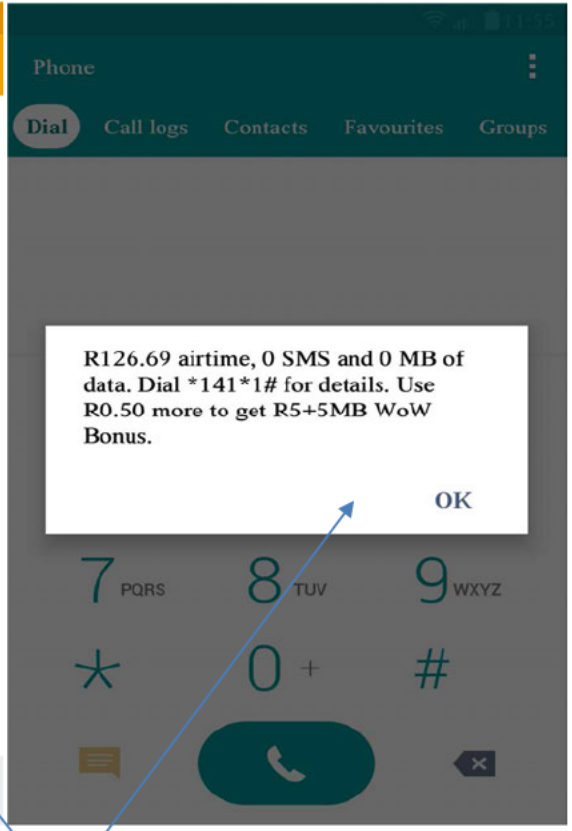 11:55
Phone
Dial Call logs Contacts Favourites Groups
R126.69 airtime, 0 SMS and 0 MB of
data. Dial *141*1# for details. Use
R0.50 more to get R5+5MB WoW
Bonus.
OK
7 PQRS 8 TUV 9 WXYZ
* 0 + #